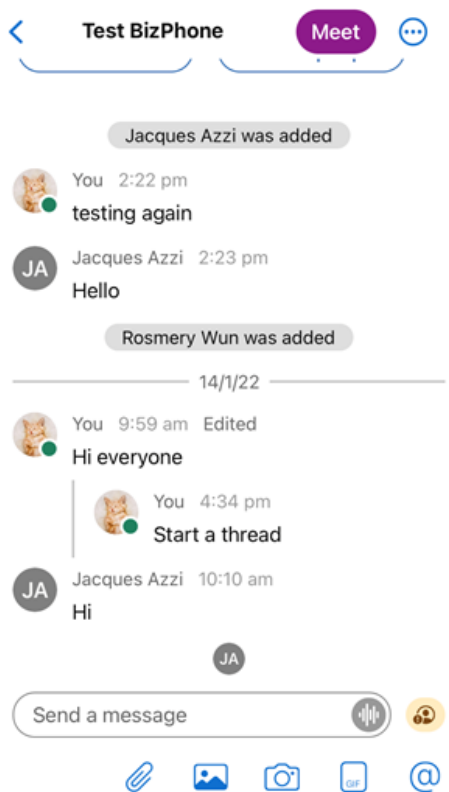 Test BizPhone
Meet
Jacques Azzi was added
You 2:22 pm
testing again
JA
Jacques Azzi 2:23 pm
Hello
Rosmery Wun was added
14/1/22
You 9:59 am Edited
Hi everyone
You 4:34 pm
Start a thread
JA
Jacques Azzi 10:10 am
Hi
JA
Send a message
GIF
@